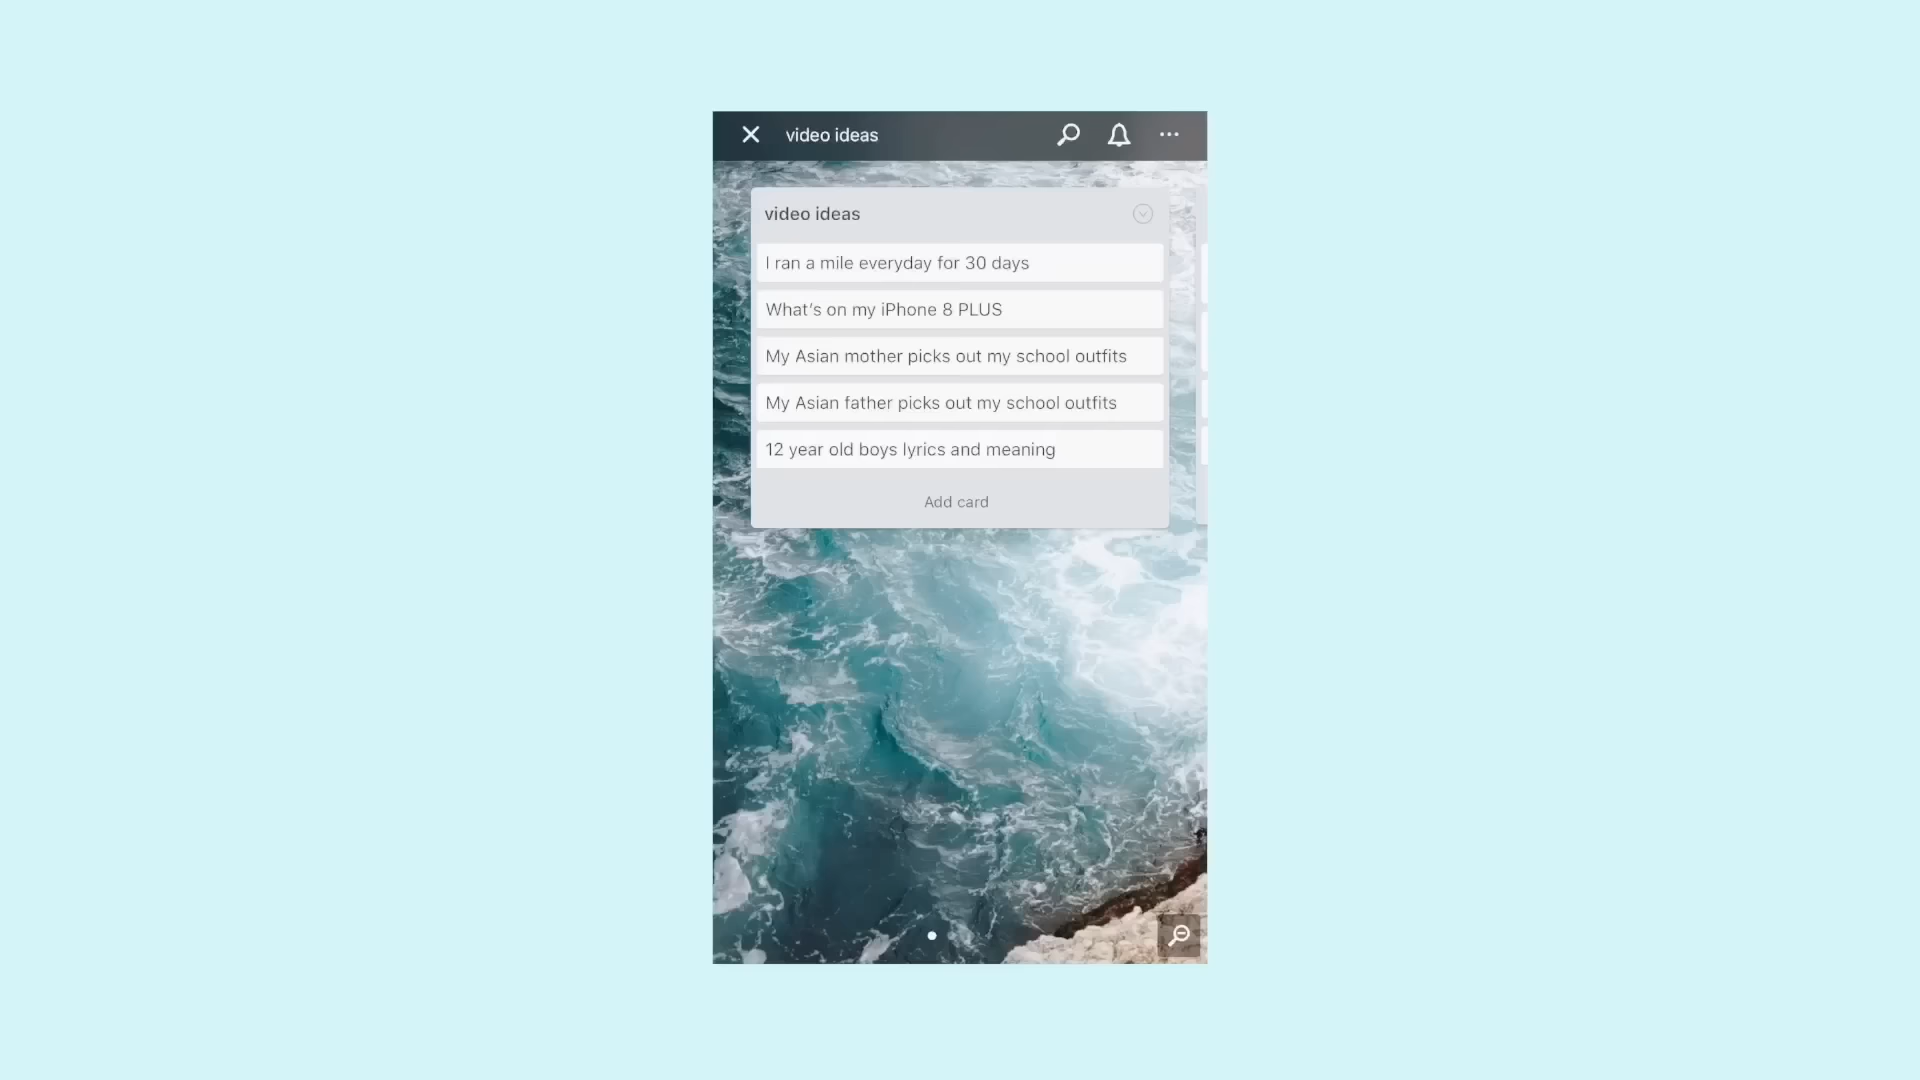 video ideas
video ideas
I ran a mile everyday for 30 days
What's on my iPhone 8 PLUS
My Asian mother picks out my school outfits
My Asian father picks out my school outfits
12 year old boys lyrics and meaning
Add card